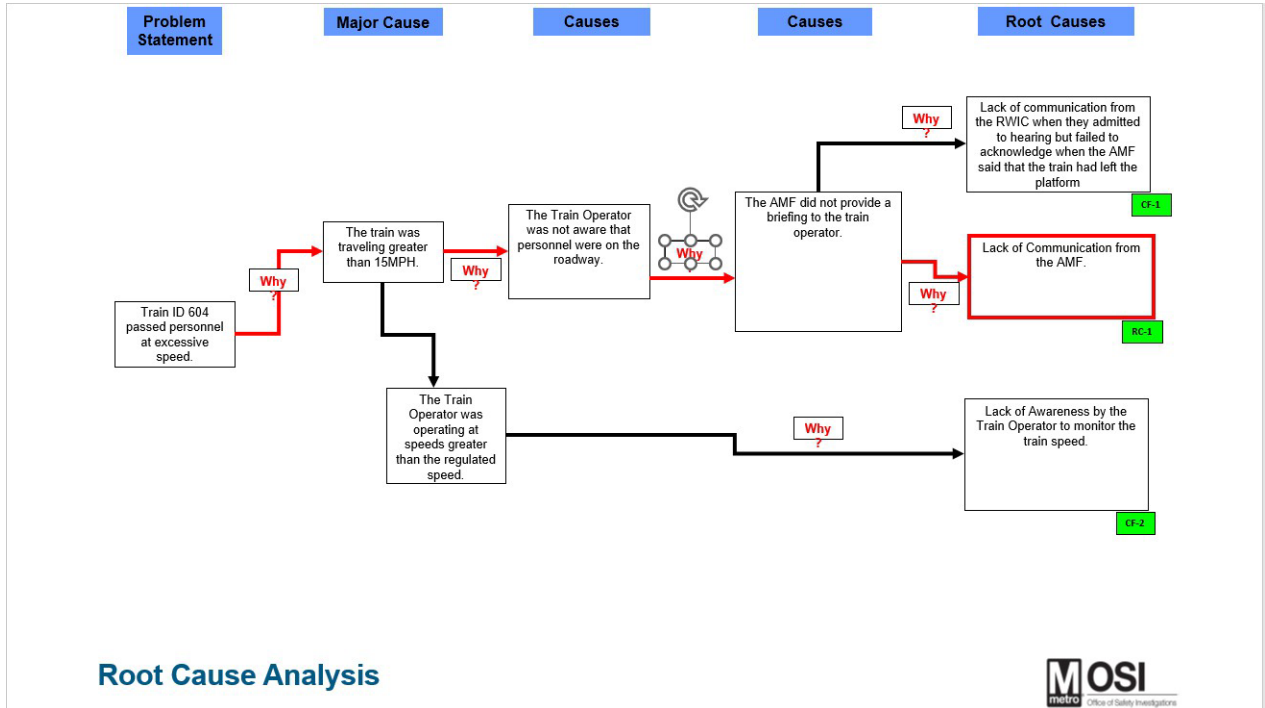 Problem
Statement
Major Cause
Causes
Causes
Root  Causes
Train ID 604
passed personnel
at excessive
speed.
Why
?
The train was
traveling greater
than 15MPH.
Why
?
The Train Operator
was not aware that
personnel were on the
roadway.
Why
The AMF did not provide a
briefing to the train
operator.
Why
?
Lack of communication from
the RWIC when they admitted
to hearing but failed to
acknowledge when the AMF
said that the train had left the
platform
CF-1
Why
?
Lack of Communication from
the AMF.
RC-1
The Train
Operator was
operating at
speeds greater
than the regulated
speed.
Why
?
Lack of Awareness by the
Train Operator to monitor the
train speed.
CF-2
Root Cause Analysis
M
metro
OSI
Office of Safety Investigations